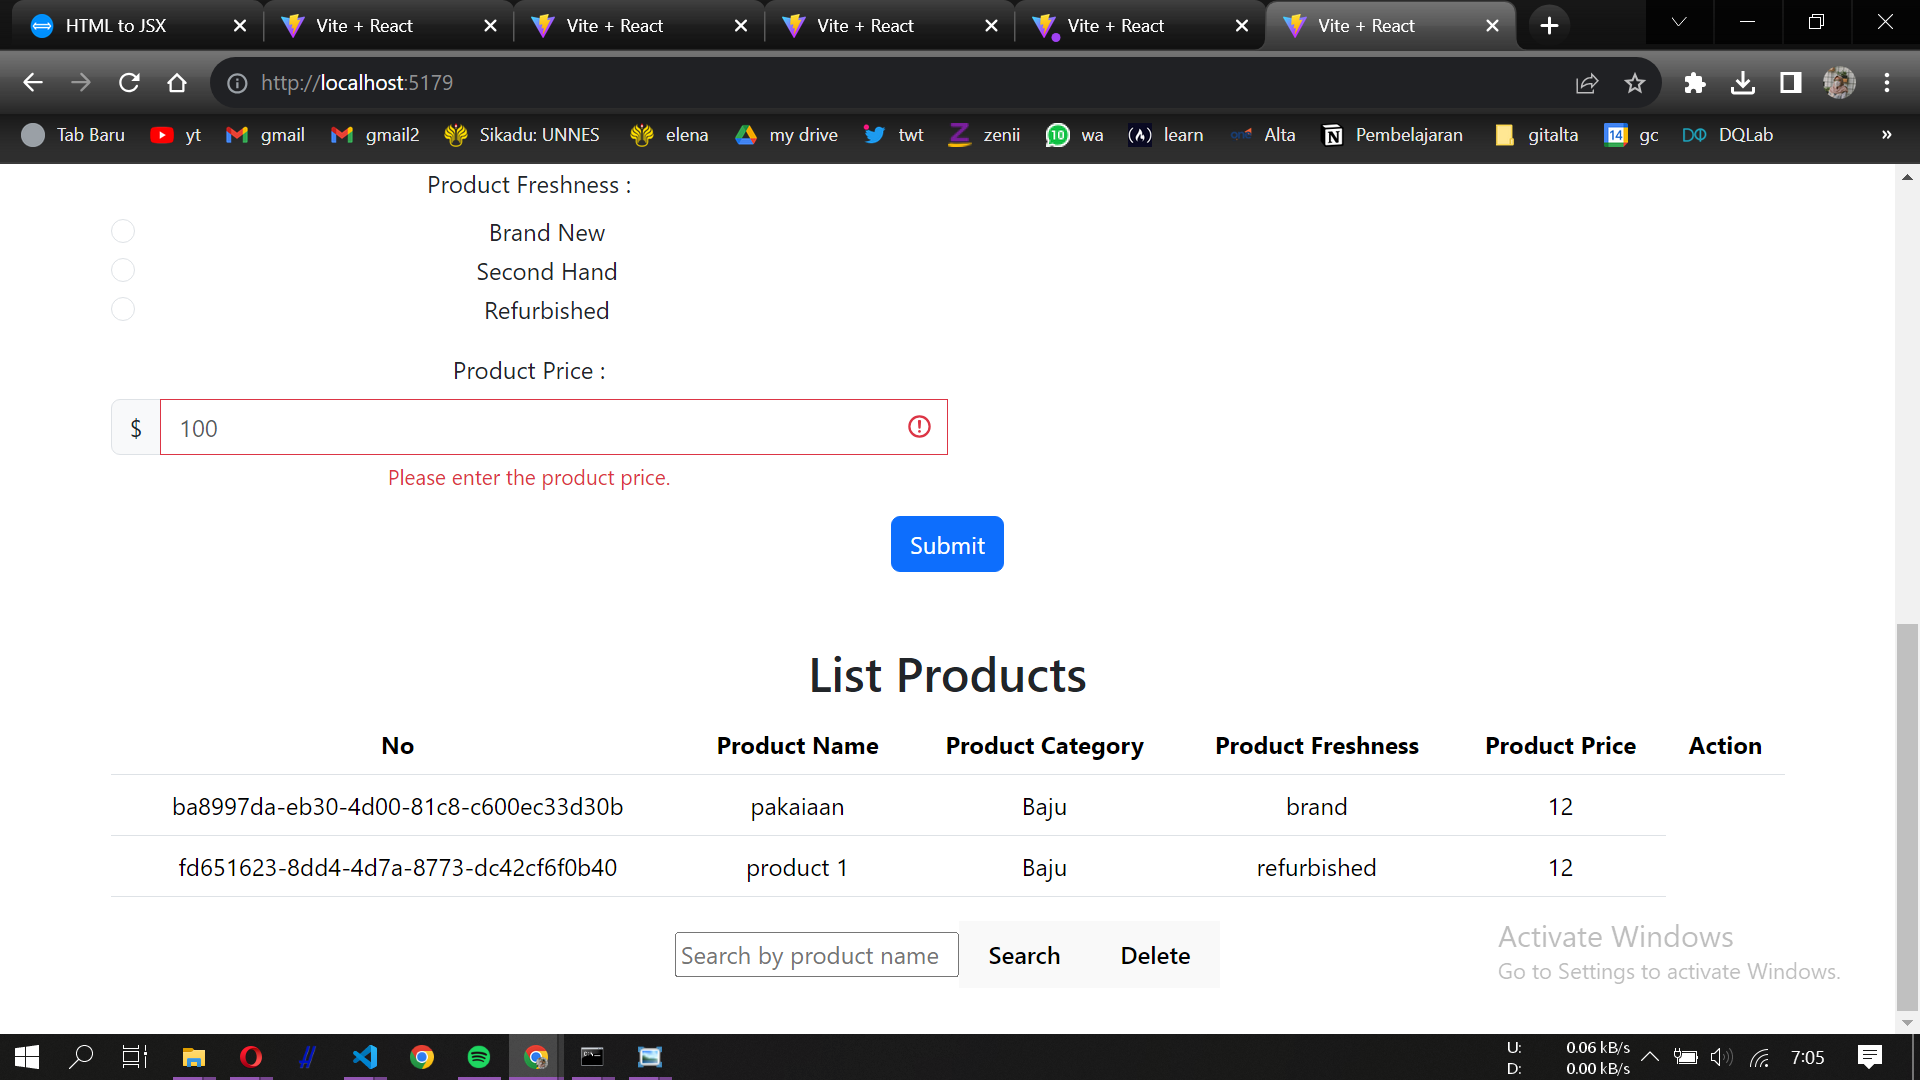 HTML to JSX
Vite + React
Vite + React
Vite + React
Vite + React
Vite + React
http://localhost:5179
Tab Baru
yt
gmail
gmail2
Sikadu: UNNES
elena
my drive
twt
zenii
10
wa
learn
Alta
Pembelajaran
gitalta
14
gc
DQLab
»
Product Freshness :
Brand New
Second Hand
Refurbished
Product Price :
$ 100
Please enter the product price.
Submit
List Products
No Product Name Product Category Product Freshness Product Price Action
ba8997da-eb30-4d00-81c8-c600ec33d30b pakaiaan Baju brand 12
fd651623-8dd4-4d7a-8773-dc42cf6f0b40 product 1 Baju refurbished 12
Search by product name Search Delete
Activate Windows
Go to Settings to activate Windows.
U: 0.06 kB/s
D: 0.00 kB/s
7:05